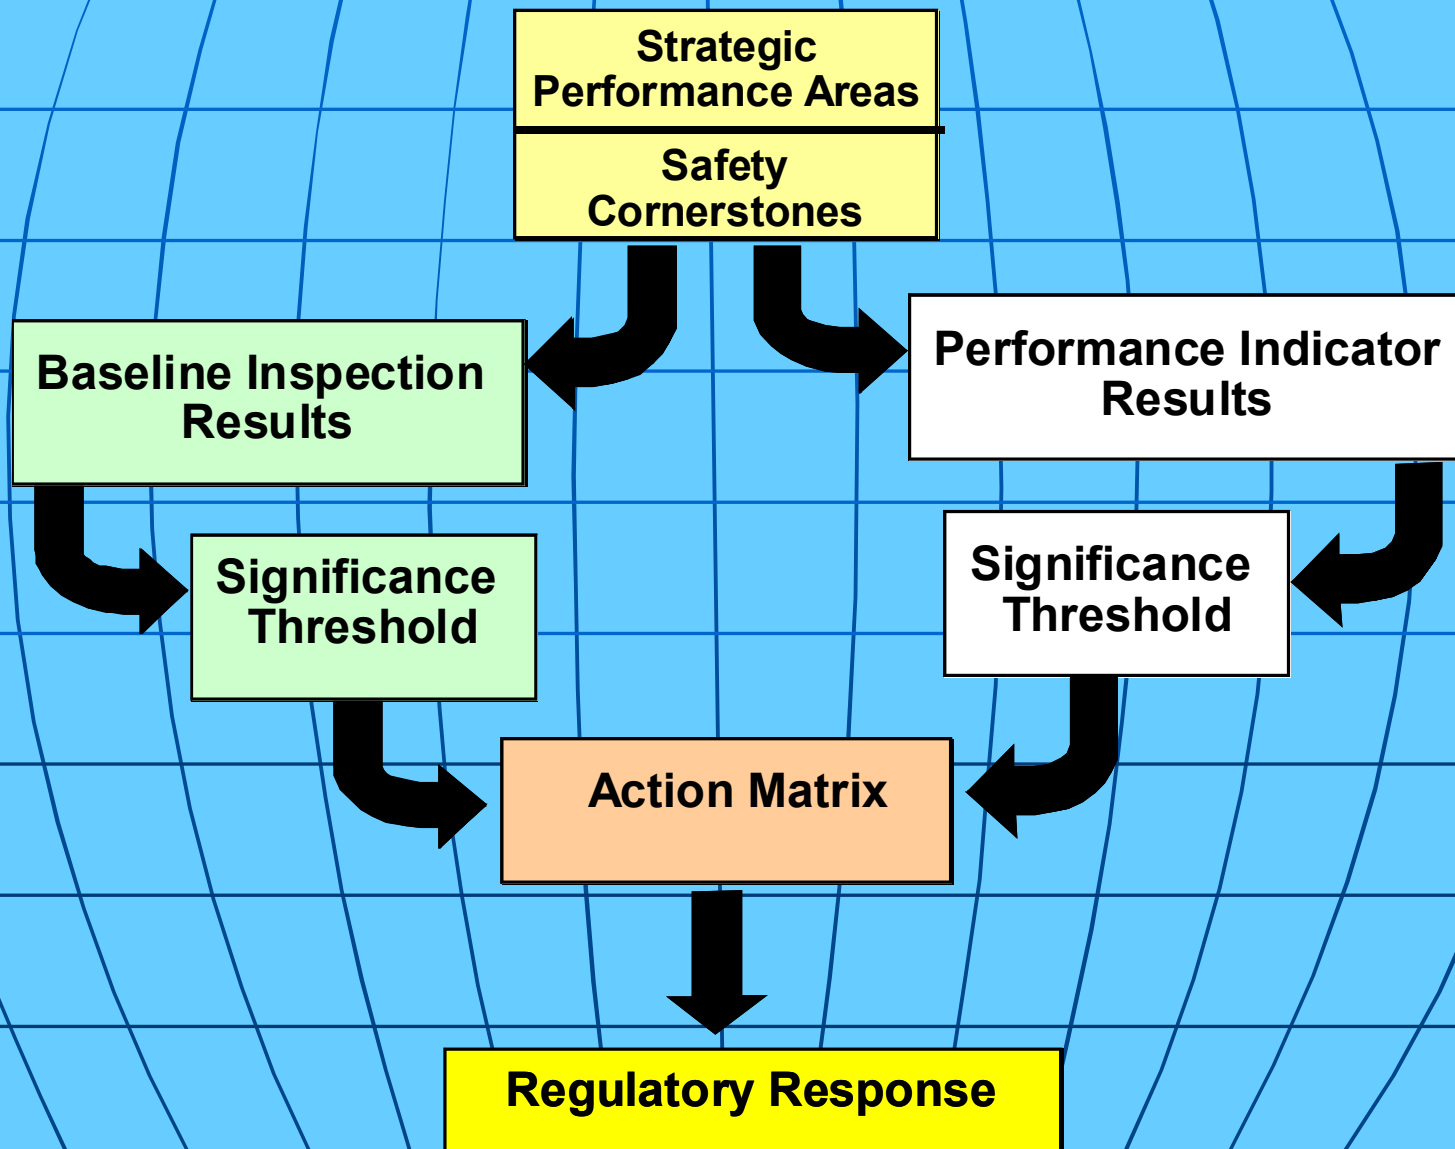 Strategic
Performance Areas
Safety
Cornerstones
Baseline Inspection
Results
Performance Indicator
Results
Significance
Threshold
Significance
Threshold
Action Matrix
Regulatory Response